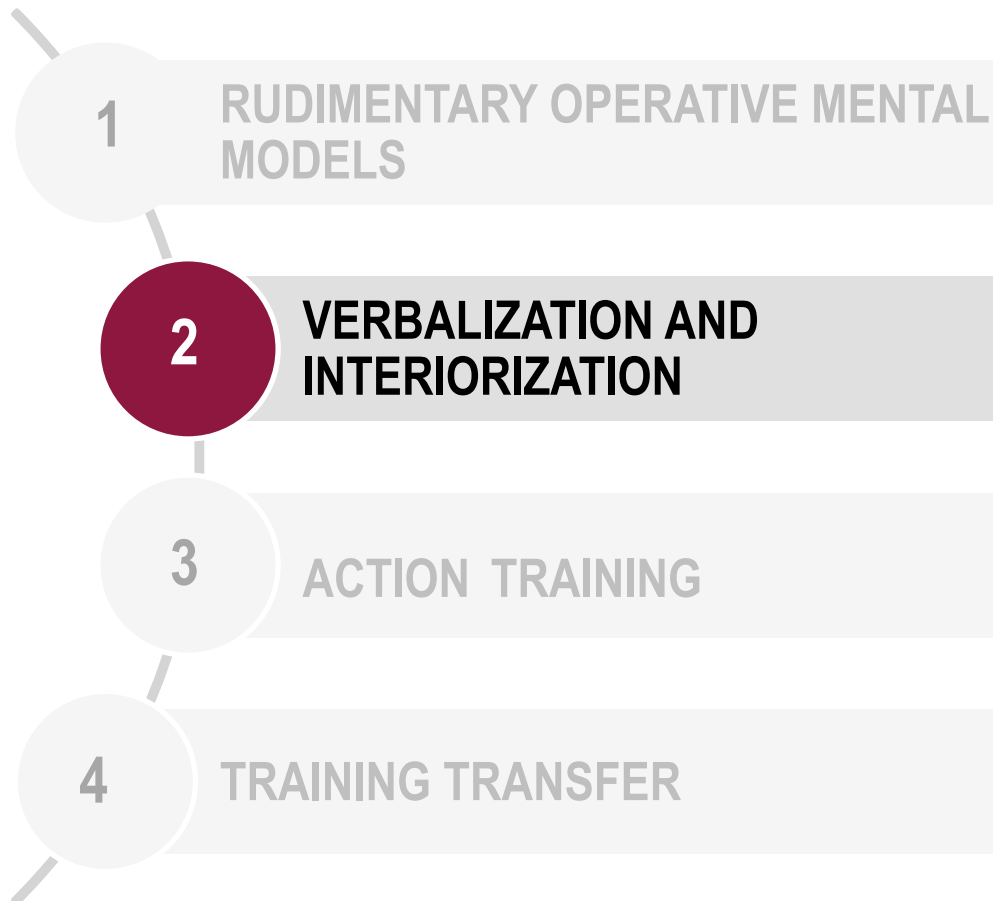 1
RUDIMENTARY OPERATIVE MENTAL
MODELS
2
VERBALIZATION AND
INTERIORIZATION
3
ACTION TRAINING
4
TRAINING TRANSFER